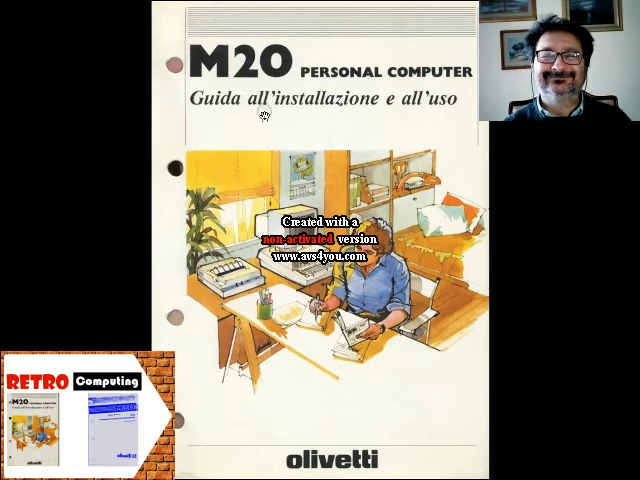 M20 PERSONAL COMPUTER
Guida all'installazione e all'uso
Created with a
non-activated version
www.avs4you.com
RETRO Computing
M20 PERSONAL COMPUTER
Guida all'installazione e all'uso
olivetti
olivetti